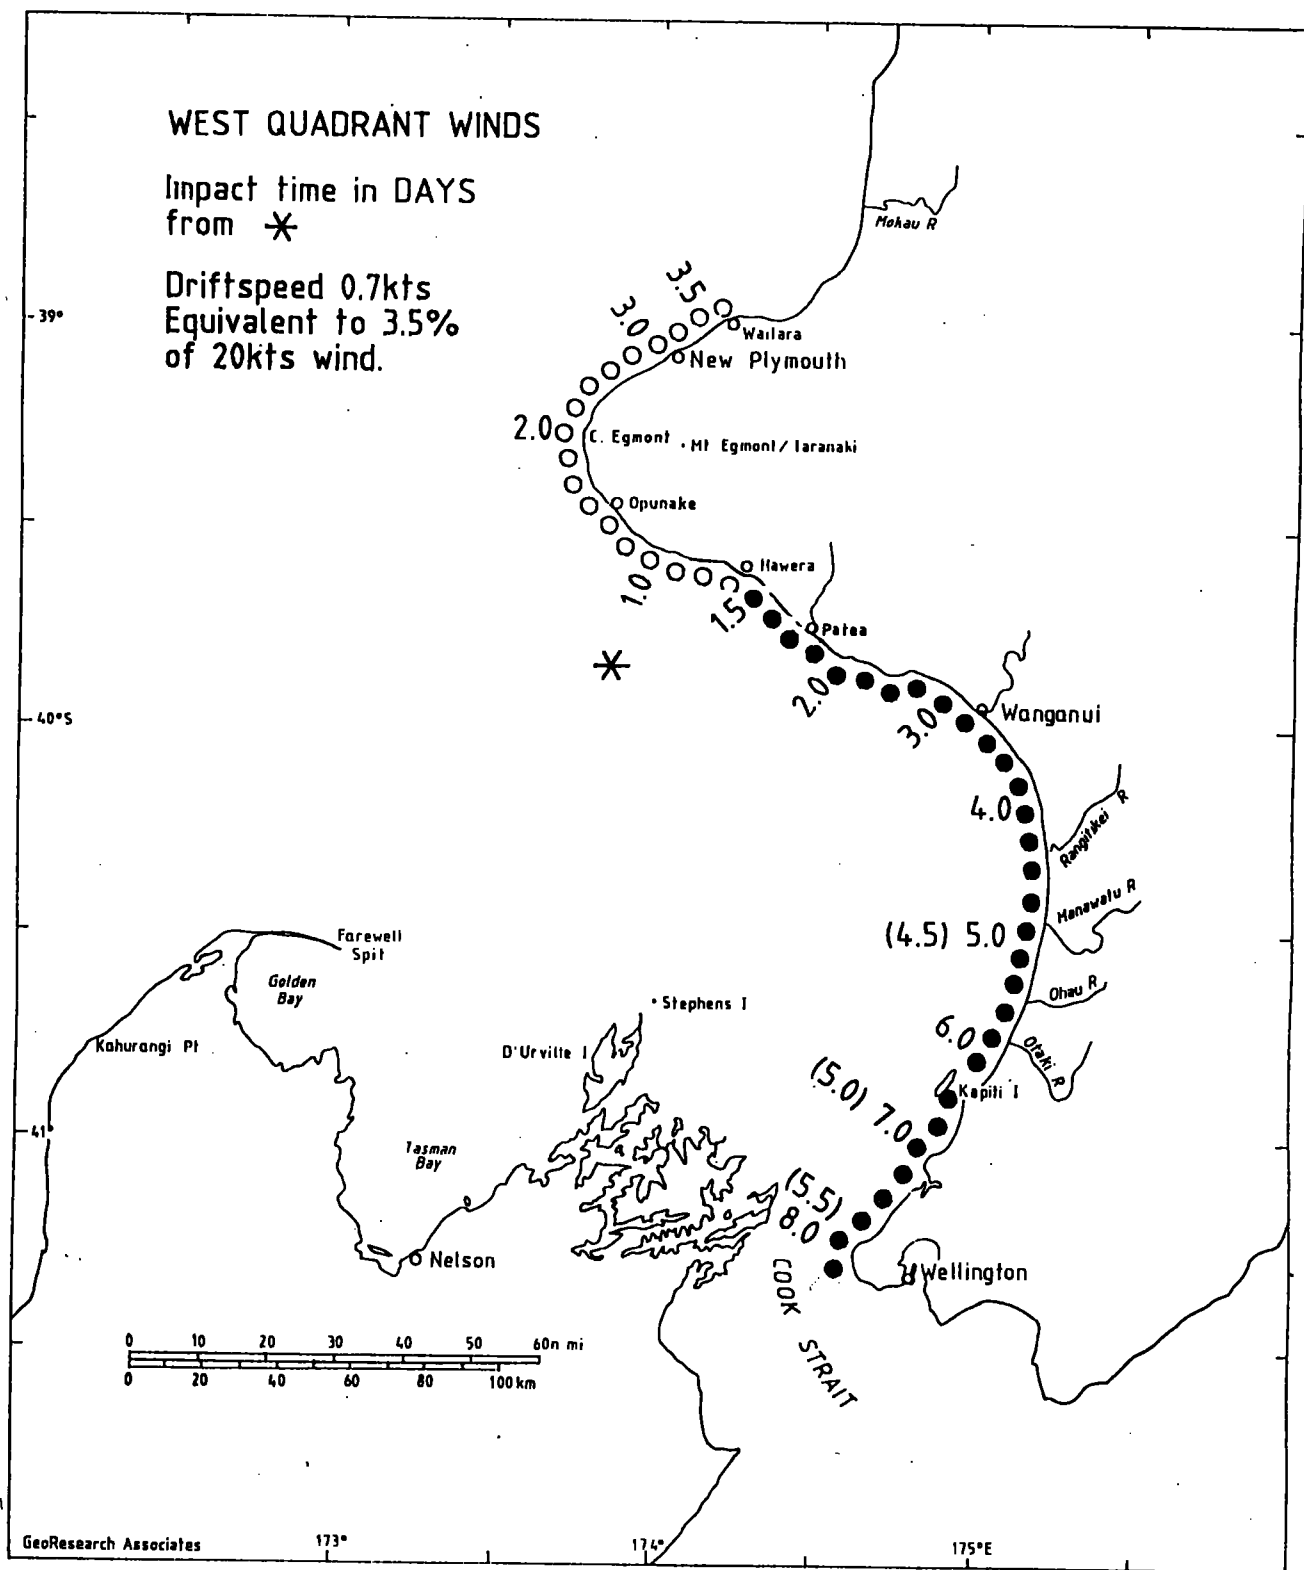 WEST QUADRANT WINDS
Impact time in DAYS
from
Driftspeed 0.7kts
Equivalent to 3.5%
of 20kts wind.
Mohau R
39°
3.5
3.0
Waitara
New Plymouth
2.0
C. Egmont
Mt Egmont/Taranaki
Opunake
Hawera
1.0
1.5
Patea
2.0
40°S
3.0
Wanganui
4.0
Rangitikei R
Manawatu R
(4.5) 5.0
Farewell
Spit
Golden
Bay
Stephens I
Ohau R
Kahurangi Pt
D'Urville I
6.0
Otaki R
Kapiti I
(5.0) 7.0
41°
Tasman
Bay
(5.5)
8.0
Nelson
COOK STRAIT
Wellington
0 10 20 30 40 50 60n mi
0 20 40 60 80 100km
GeoResearch Associates
173°
174°
175°E